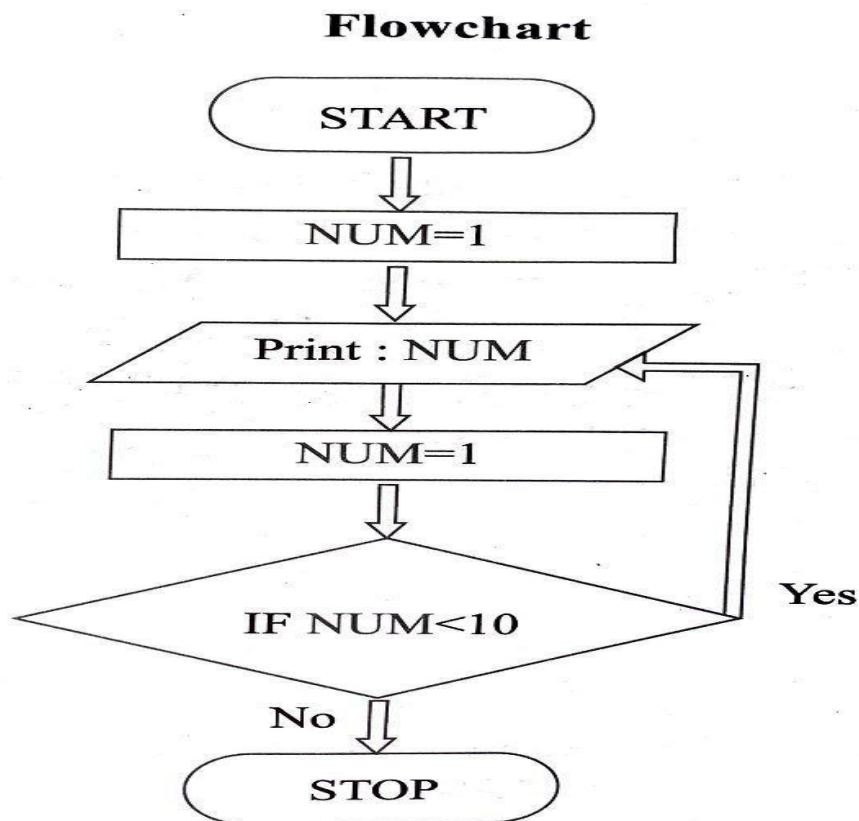 Flowchart
START
NUM=1
Print : NUM
NUM=1
IF NUM<10
Yes
No
STOP